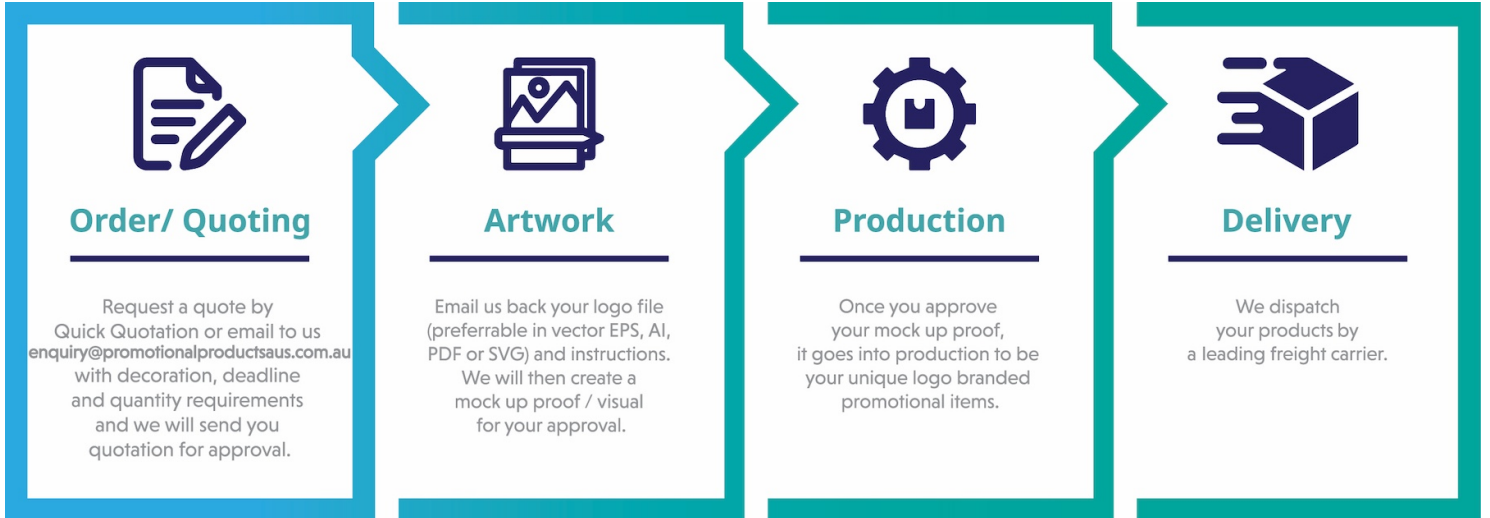 Order/ Quoting
Request a quote by
Quick Quotation or email to us
enquiry@promotionalproductsaus.com.au
with decoration, deadline
and quantity requirements
and we will send you
quotation for approval.
Artwork
Email us back your logo file
(preferrable in vector EPS, AI,
PDF or SVG) and instructions.
We will then create a
mock up proof / visual
for your approval.
Production
Once you approve
your mock up proof,
it goes into production to be
your unique logo branded
promotional items.
Delivery
We dispatch
your products by
a leading freight carrier.